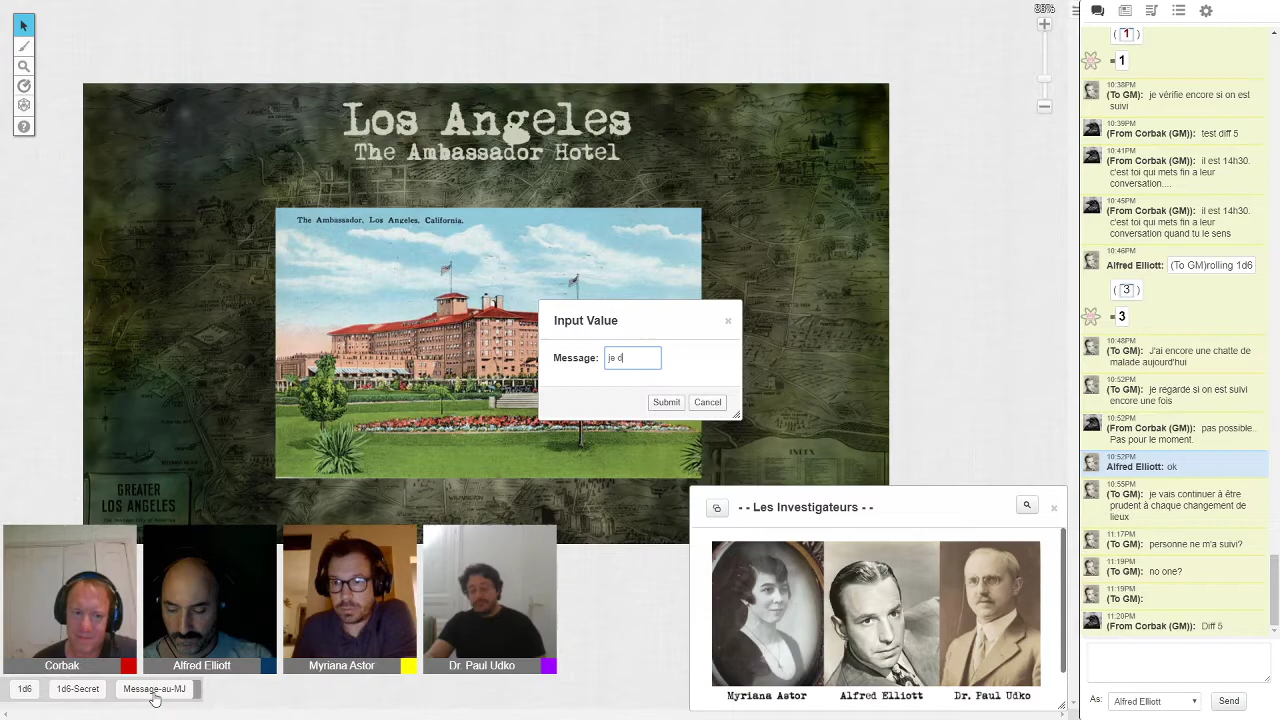 88%
Los Angeles
The Ambassador Hotel
The Ambassador, Los Angeles, California.
GREATER
LOS ANGELES
INDEX
Input Value
Message: je d
Submit Cancel
- - Les Investigateurs - -
Myriana Astor Alfred Elliott Dr. Paul Udko
Corbak Alfred Elliott Myriana Astor Dr. Paul Udko
1d6 1d6-Secret Message-au-MJ
( 1 )
=1
10:38PM
(To GM): je vérifie encore si on est
suivi
10:39PM
(From Corbak (GM)): test diff 5
10:41PM
(From Corbak (GM)): il est 14h30.
c'est toi qui mets fin a leur
conversation....
10:45PM
(From Corbak (GM)): il est 14h30.
c'est toi qui mets fin a leur
conversation quand tu le sens
10:46PM
Alfred Elliott: (To GM)rolling 1d6
( 3 )
=3
10:48PM
(To GM): J'ai encore une chatte de
malade aujourd'hui
10:52PM
(To GM): je regarde si on est suivi
encore une fois
10:52PM
(From Corbak (GM)): pas possible..
Pas pour le moment.
10:52PM
Alfred Elliott: ok
10:55PM
(To GM): je vais continuer à être
prudent à chaque changement de
lieux
11:17PM
(To GM): personne ne m'a suivi?
11:19PM
(To GM): no one?
11:19PM
(To GM):
11:20PM
(From Corbak (GM)): Diff 5
As: Alfred Elliott Send